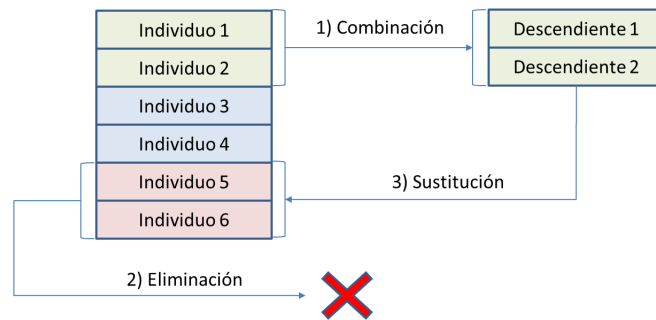 Individuo 1
Individuo 2
Individuo 3
Individuo 4
Individuo 5
Individuo 6
1) Combinación
Descendiente 1
Descendiente 2
3) Sustitución
2) Eliminación